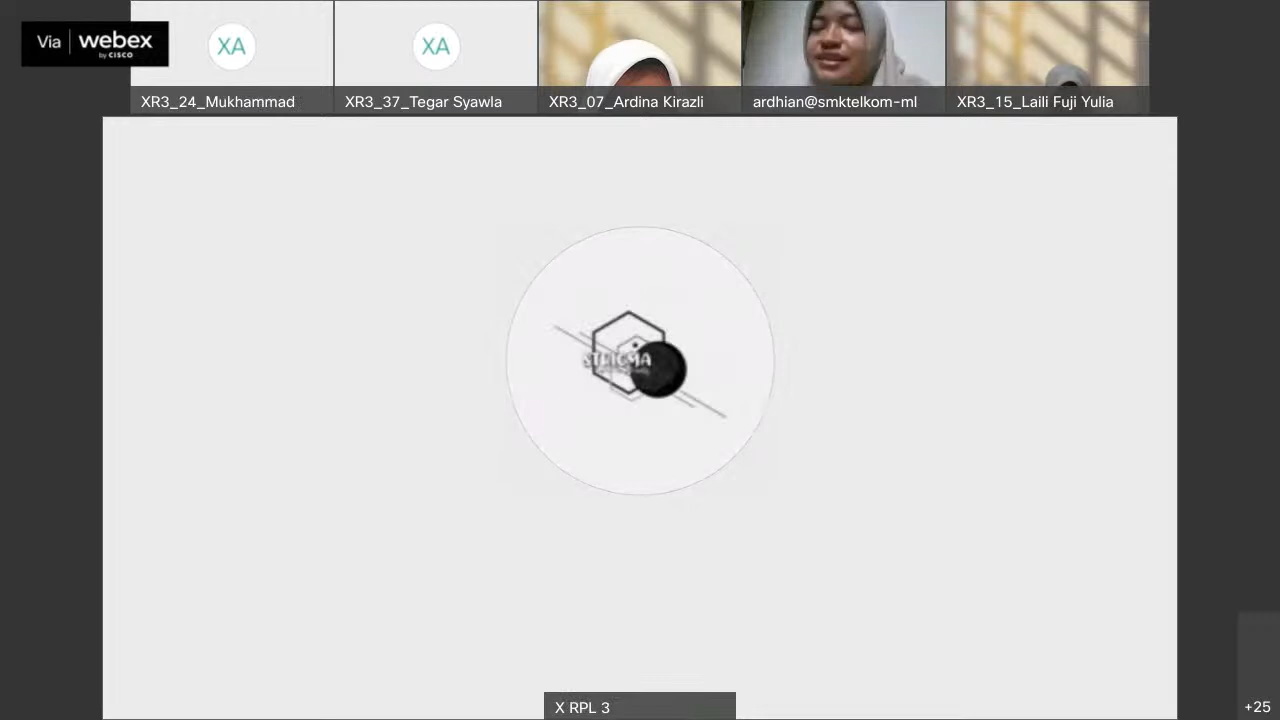 Via webex
by CISCO
XA
XA
XR3_24_Mukhammad
XR3_37_Tegar Syawla
XR3_07_Ardina Kirazli
ardhian@smktelkom-ml
XR3_15_Laili Fuji Yulia
STRIGMA
X RPL 3
+25